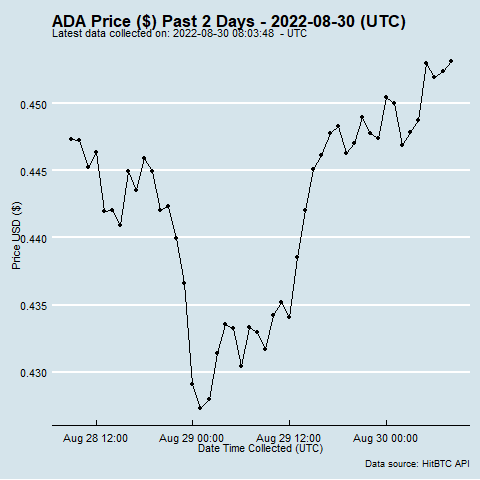 ADA Price ($) Past 2 Days - 2022-08-30 (UTC)
Latest data collected on: 2022-08-30 08:03:48  - UTC
0.450
0.445
0.440
0.435
0.430
Price USD ($)
Aug 28 12:00 Aug 29 00:00 Aug 29 12:00 Aug 30 00:00
Date Time Collected (UTC)
Data source: HitBTC API